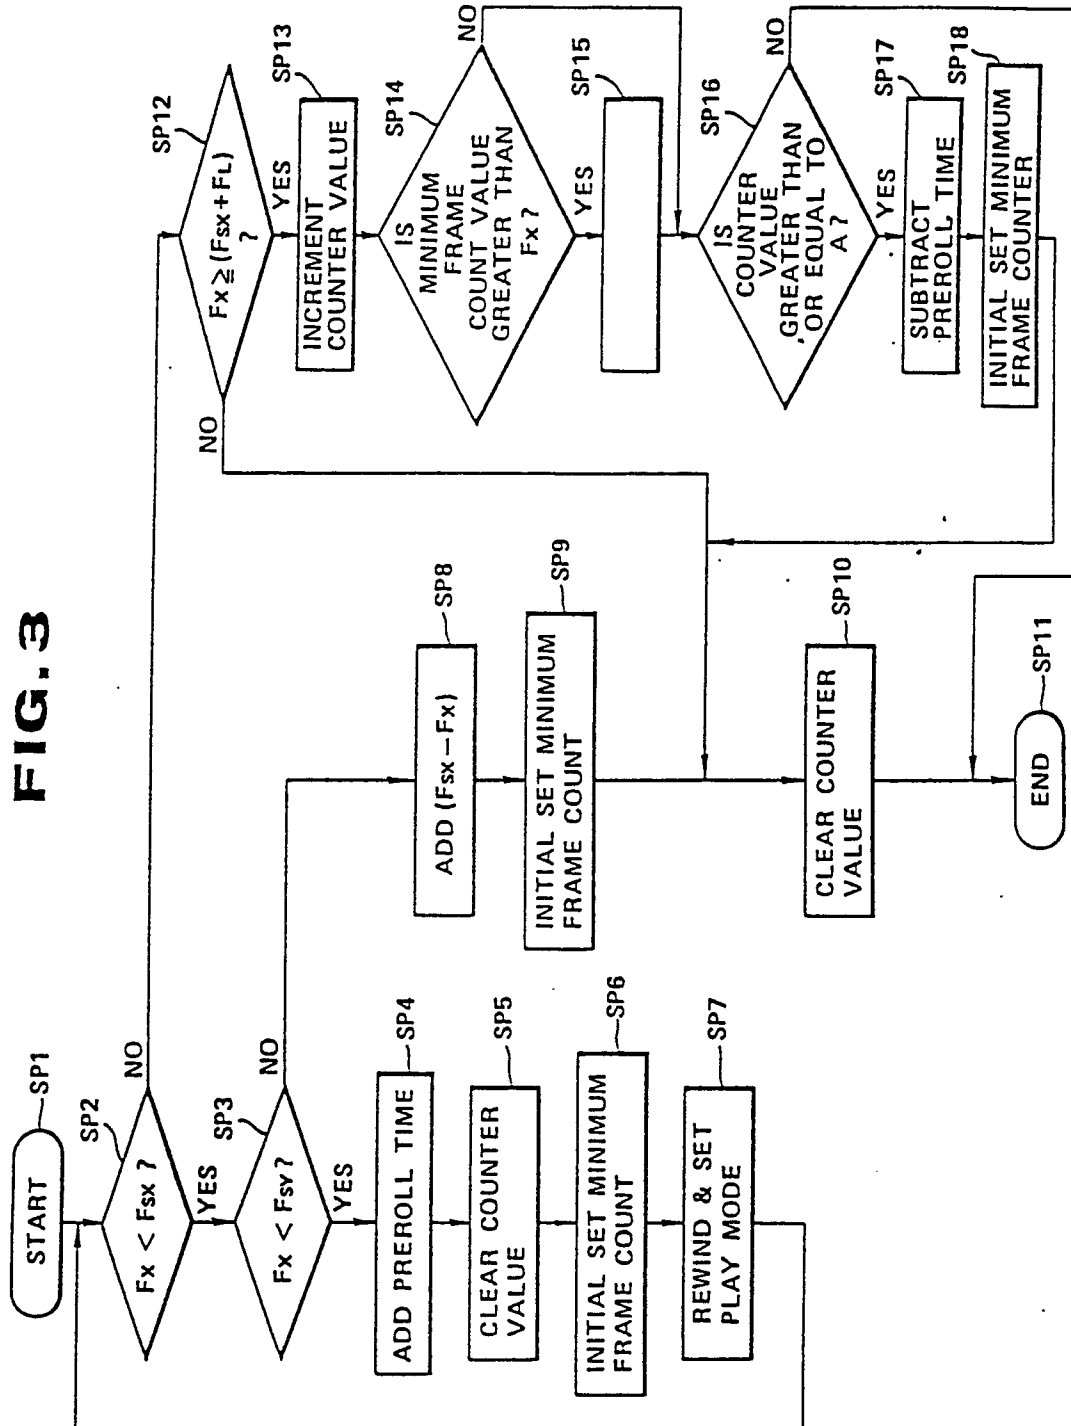 FIG. 3
START
SP1
Fx < Fsx ?
SP2
NO
YES
Fx < FSY ?
SP3
NO
YES
ADD PREROLL TIME
SP4
CLEAR COUNTER
VALUE
SP5
INITIAL SET MINIMUM
FRAME COUNT
SP6
REWIND & SET
PLAY MODE
SP7
ADD (Fsx − Fx)
SP8
INITIAL SET MINIMUM
FRAME COUNT
SP9
CLEAR COUNTER
VALUE
SP10
END
SP11
Fx ≧ (Fsx + FL)
?
SP12
NO
YES
INCREMENT
COUNTER VALUE
SP13
IS
MINIMUM
FRAME
COUNT VALUE
GREATER THAN
Fx ?
SP14
NO
YES
SP15
IS
COUNTER
VALUE
GREATER THAN
OR EQUAL TO
A ?
SP16
NO
YES
SUBTRACT
PREROLL TIME
SP17
INITIAL SET MINIMUM
FRAME COUNTER
SP18